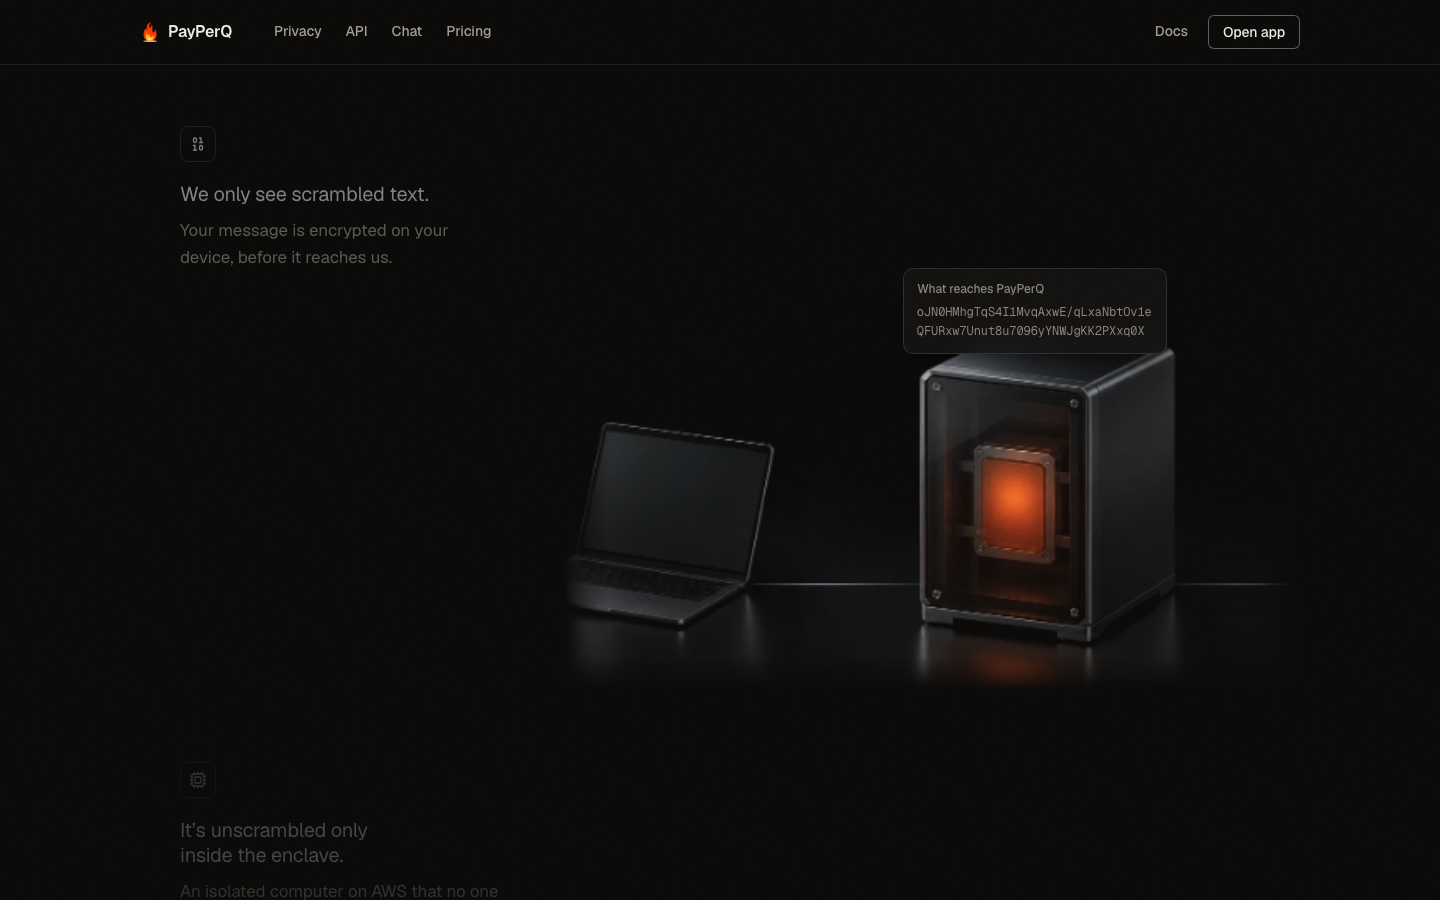 PayPerQ
Privacy
API
Chat
Pricing
Docs
Open app
01
10
We only see scrambled text.
Your message is encrypted on your
device, before it reaches us.
What reaches PayPerQ
oJN0HMhgTqS4I1MvqAxwE/qLxaNbtOv1e
QFURxw7Unut8u7096yYNWJgKK2PXxq0X
It’s unscrambled only
inside the enclave.
An isolated computer on AWS that no one